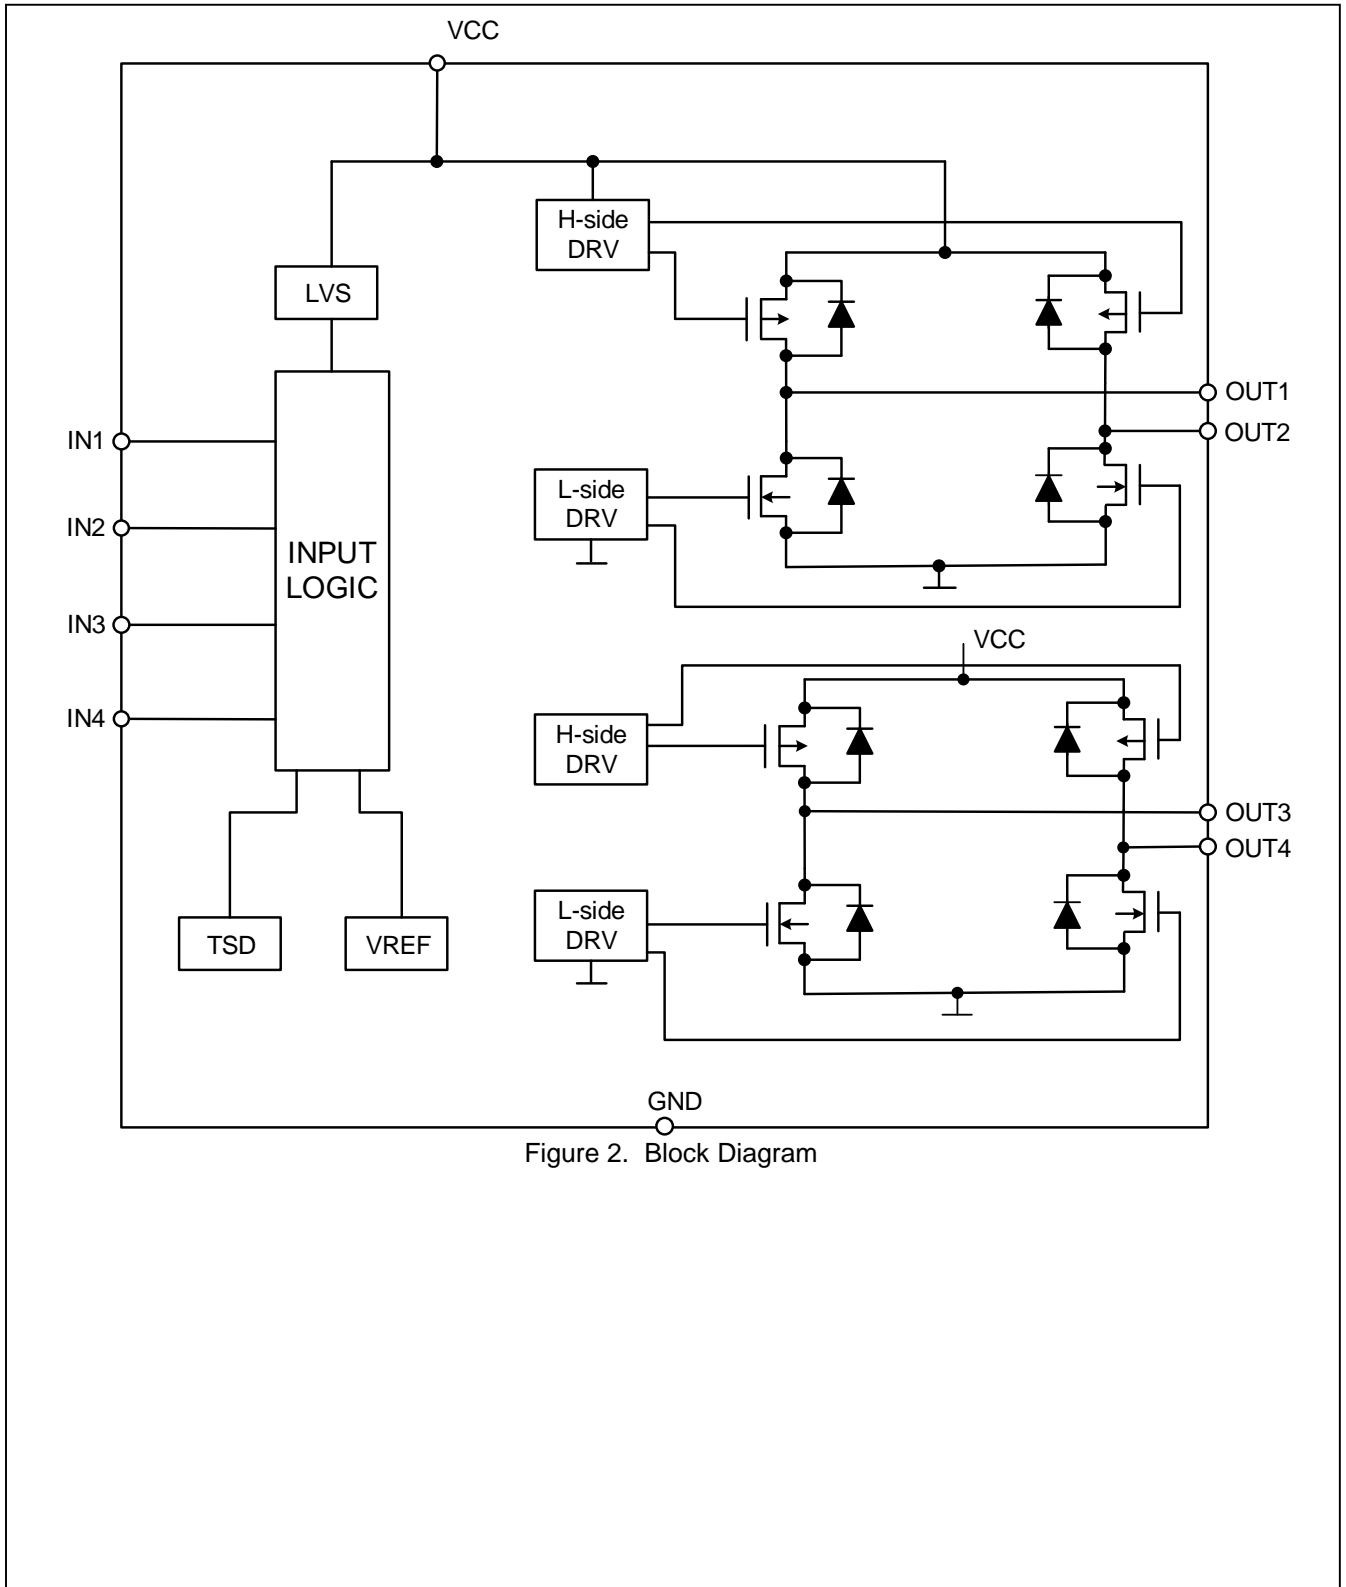 VCC
H-side
DRV
LVS
OUT1
OUT2
IN1
L-side
DRV
IN2
INPUT
LOGIC
IN3
VCC
IN4
H-side
DRV
OUT3
OUT4
L-side
DRV
TSD
VREF
GND
Figure 2. Block Diagram